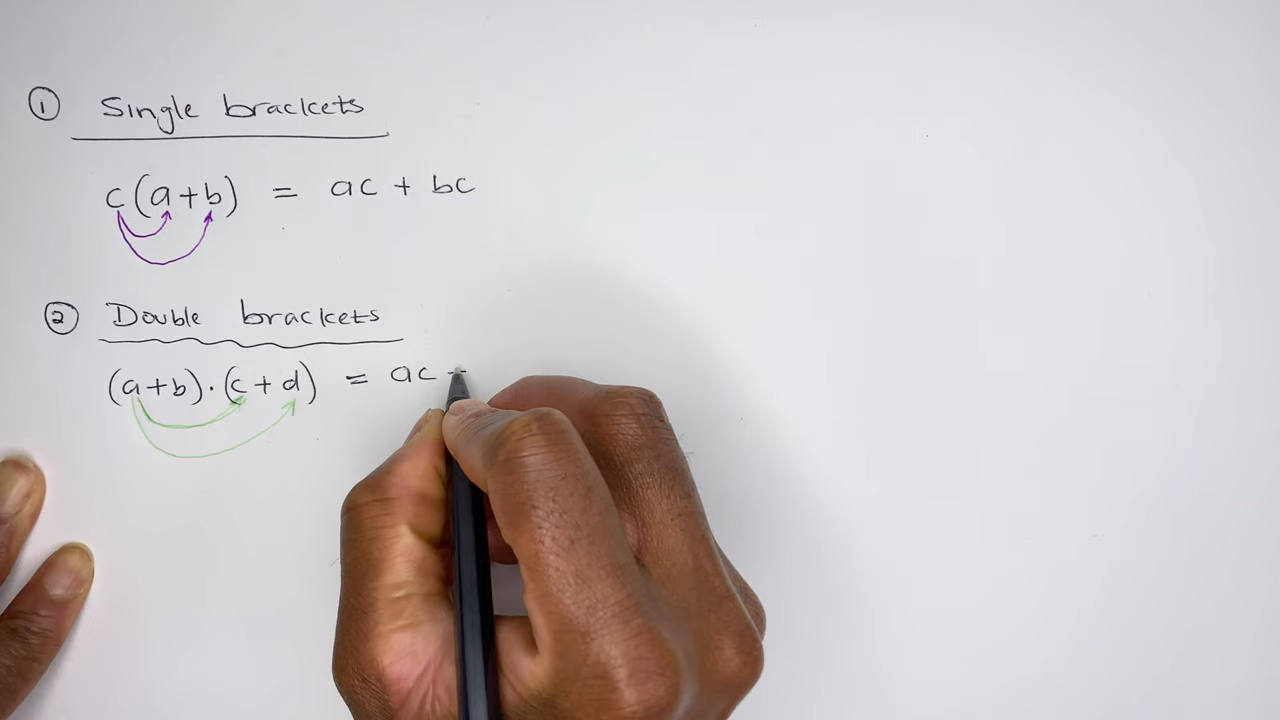 ① Single brackets
c(a+b) = ac + bc
② Double brackets
(a+b)·(c+d) = ac +